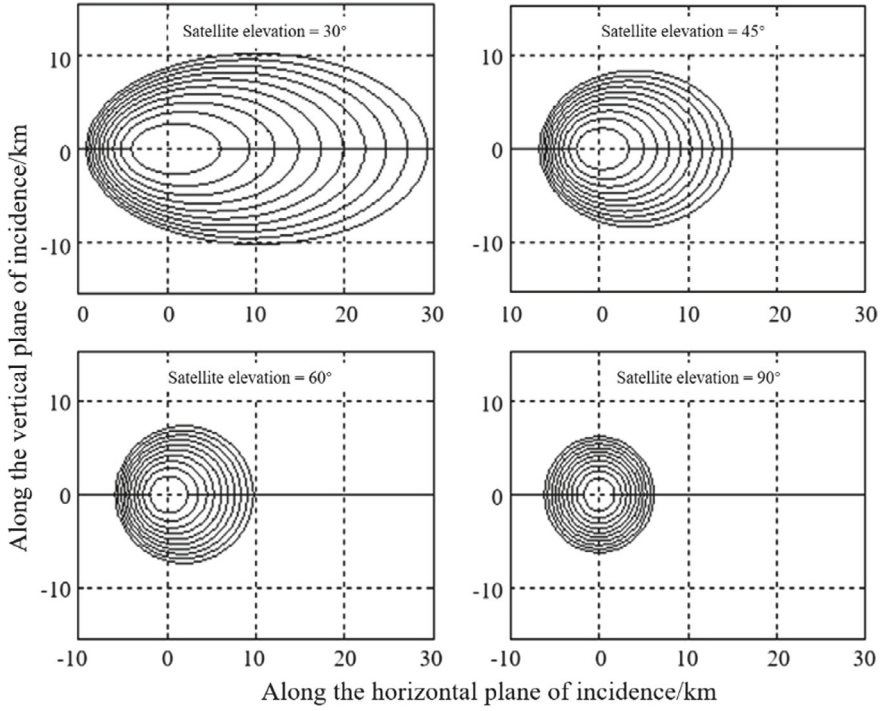 Along the vertical plane of incidence/km
Satellite elevation = 30°
10
0
-10
0 0 10 20 30
Satellite elevation = 45°
10
0
-10
10 0 10 20 30
Satellite elevation = 60°
10
0
-10
-10 0 10 20 30
Satellite elevation = 90°
10
0
-10
-10 0 10 20 30
Along the horizontal plane of incidence/km